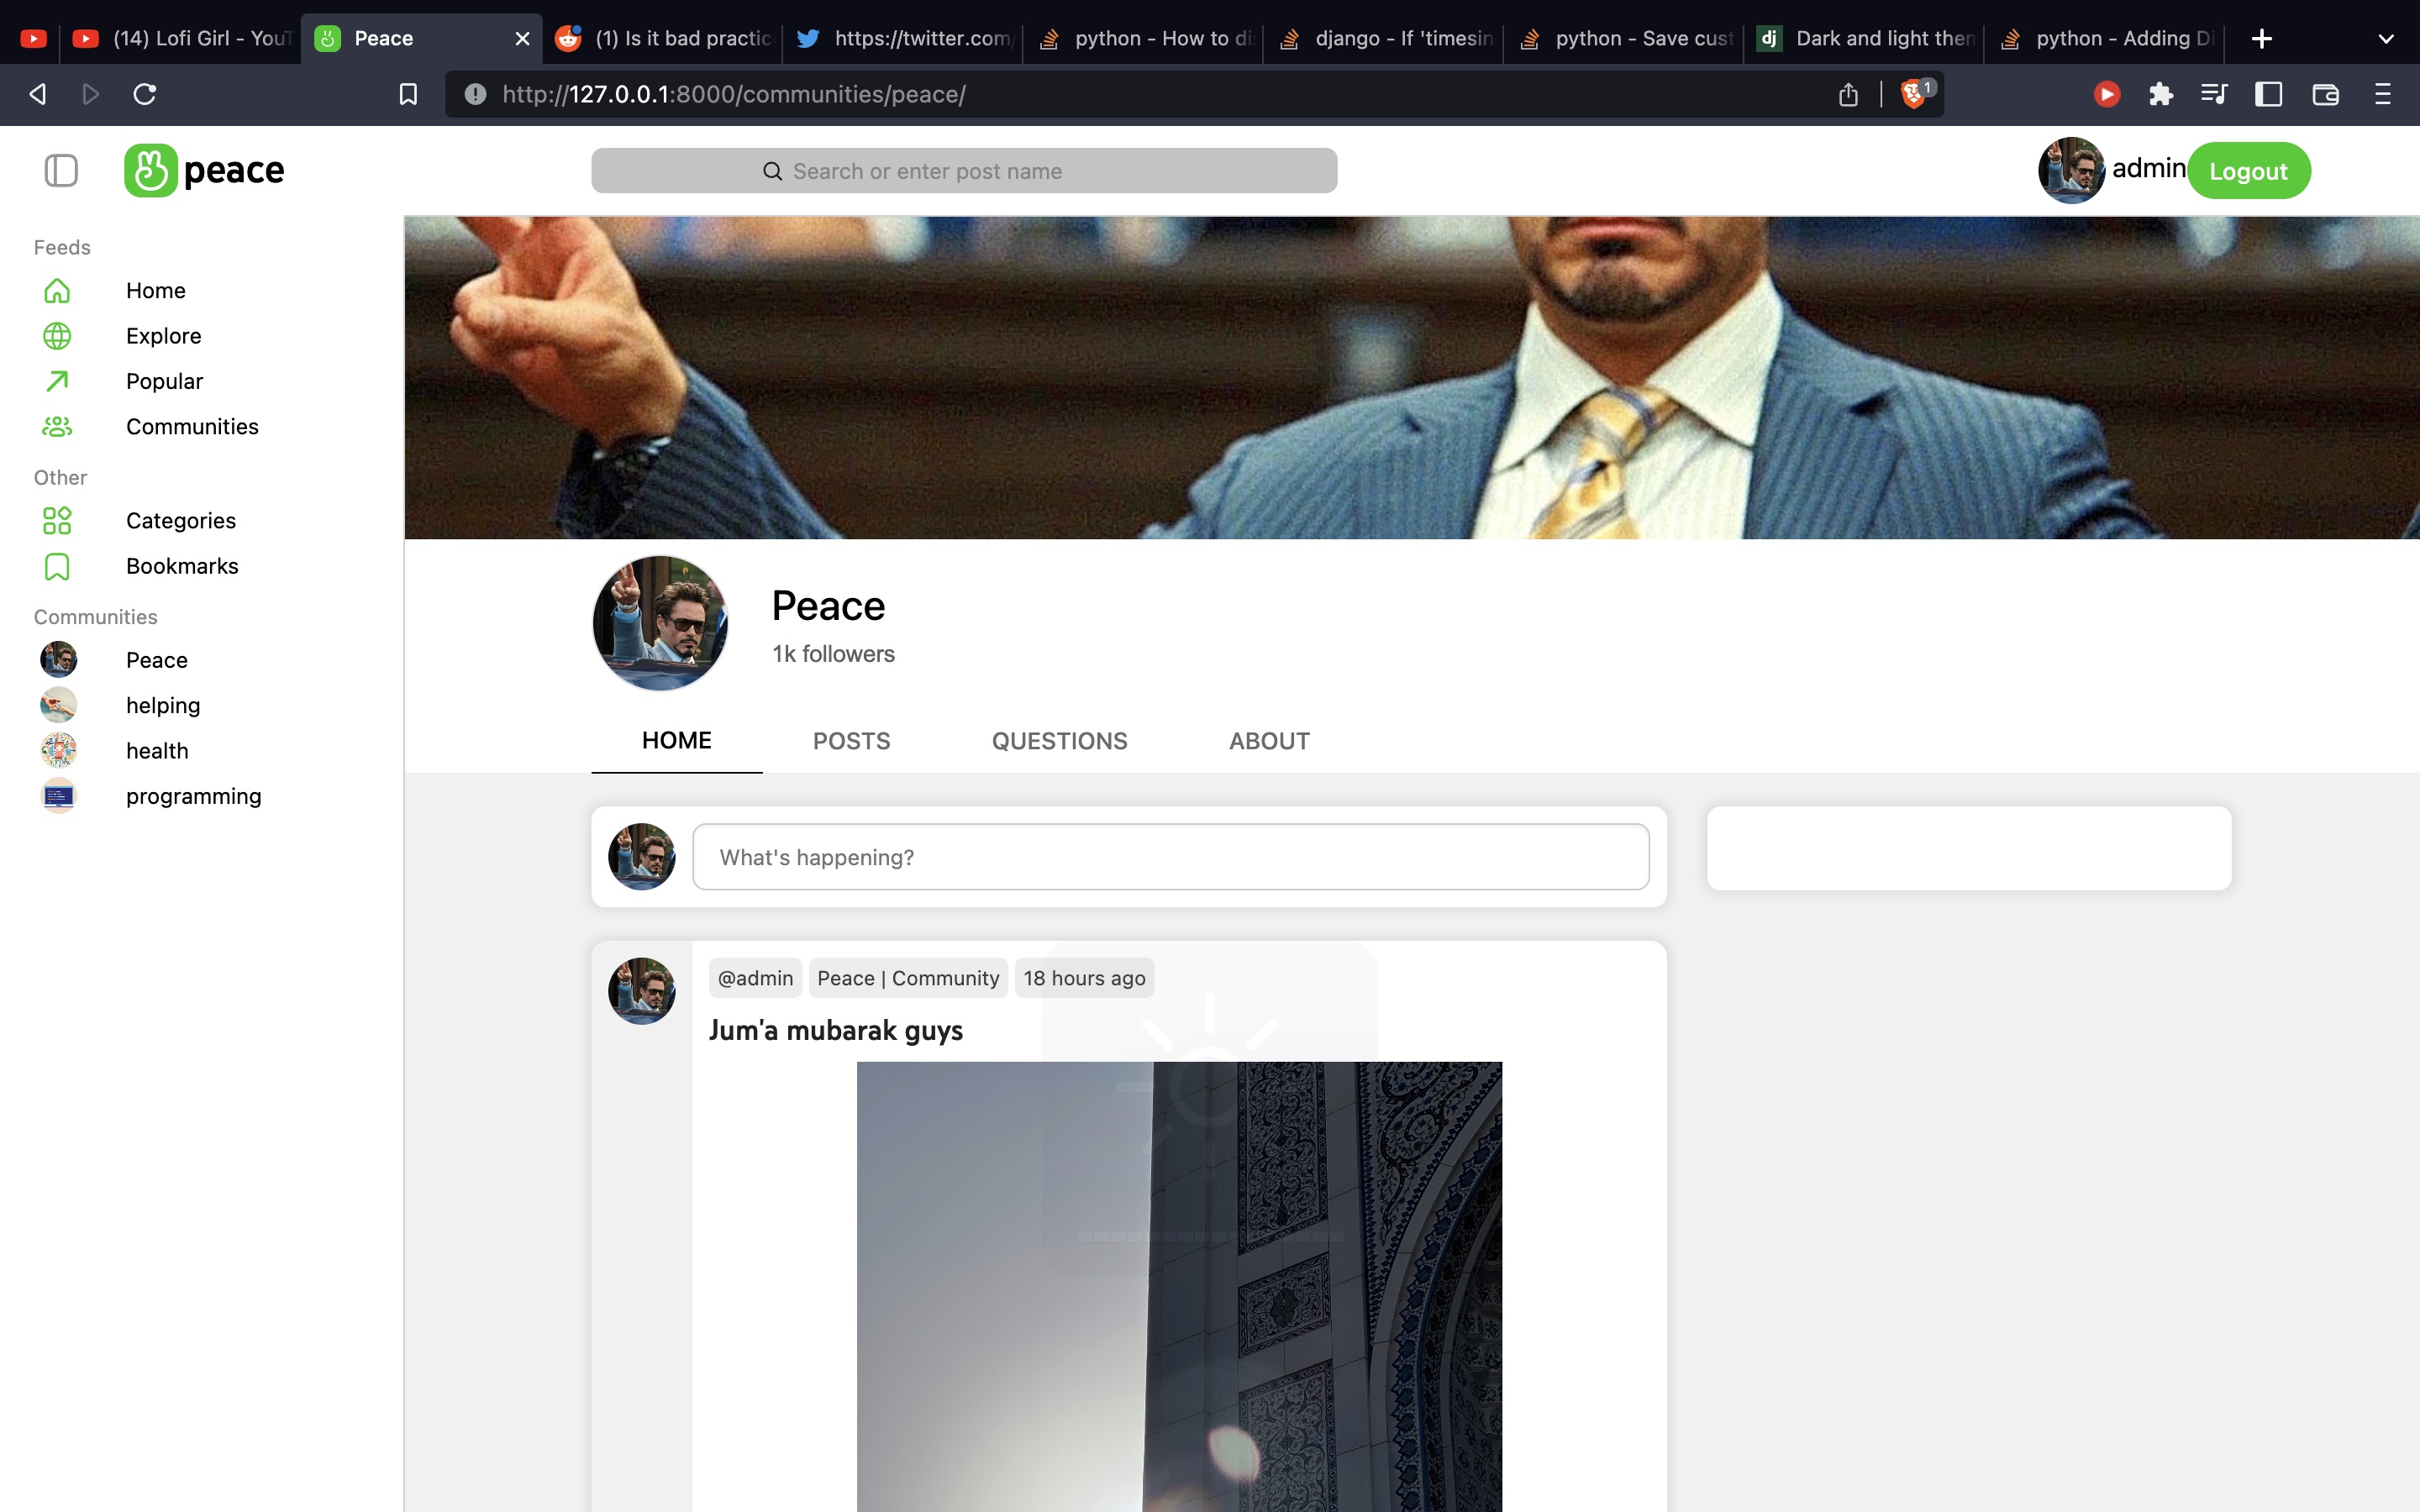 (14) Lofi Girl - YouT
Peace
(1) Is it bad practic
https://twitter.com/
python - How to di
django - If 'timesin
python - Save cust
dj Dark and light then
python - Adding Di
http://127.0.0.1:8000/communities/peace/
1
peace
Search or enter post name
admin
Logout
Feeds
Home
Explore
Popular
Communities
Other
Categories
Bookmarks
Communities
Peace
helping
health
programming
Peace
1k followers
HOME
POSTS
QUESTIONS
ABOUT
What's happening?
@admin
Peace | Community
18 hours ago
Jum'a mubarak guys